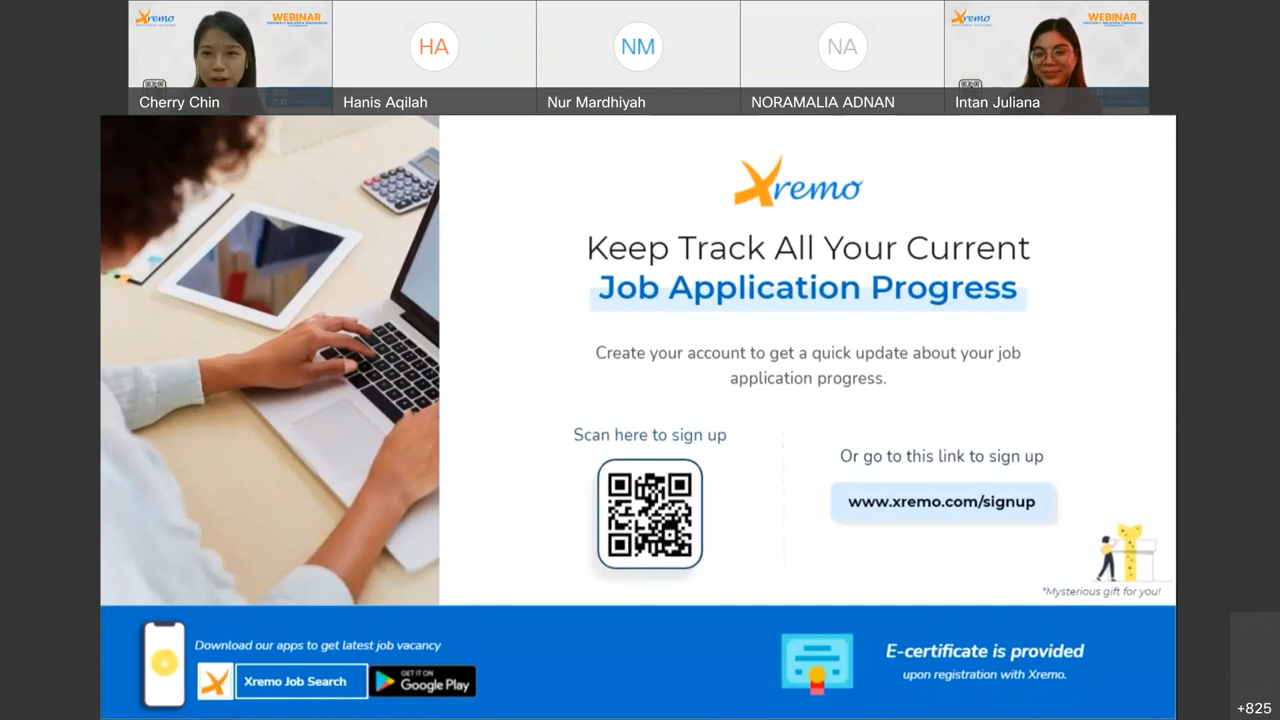 Xremo
WEBINAR
HA
NM
NA
Xremo
WEBINAR
Cherry Chin
Hanis Aqilah
Nur Mardhiyah
NORAMALIA ADNAN
Intan Juliana
Xremo
Keep Track All Your Current
Job Application Progress
Create your account to get a quick update about your job
application progress.
Scan here to sign up
Or go to this link to sign up
www.xremo.com/signup
*Mysterious gift for you!
Download our apps to get latest job vacancy
Xremo Job Search
GET IT ON
Google Play
E-certificate is provided
upon registration with Xremo.
+825